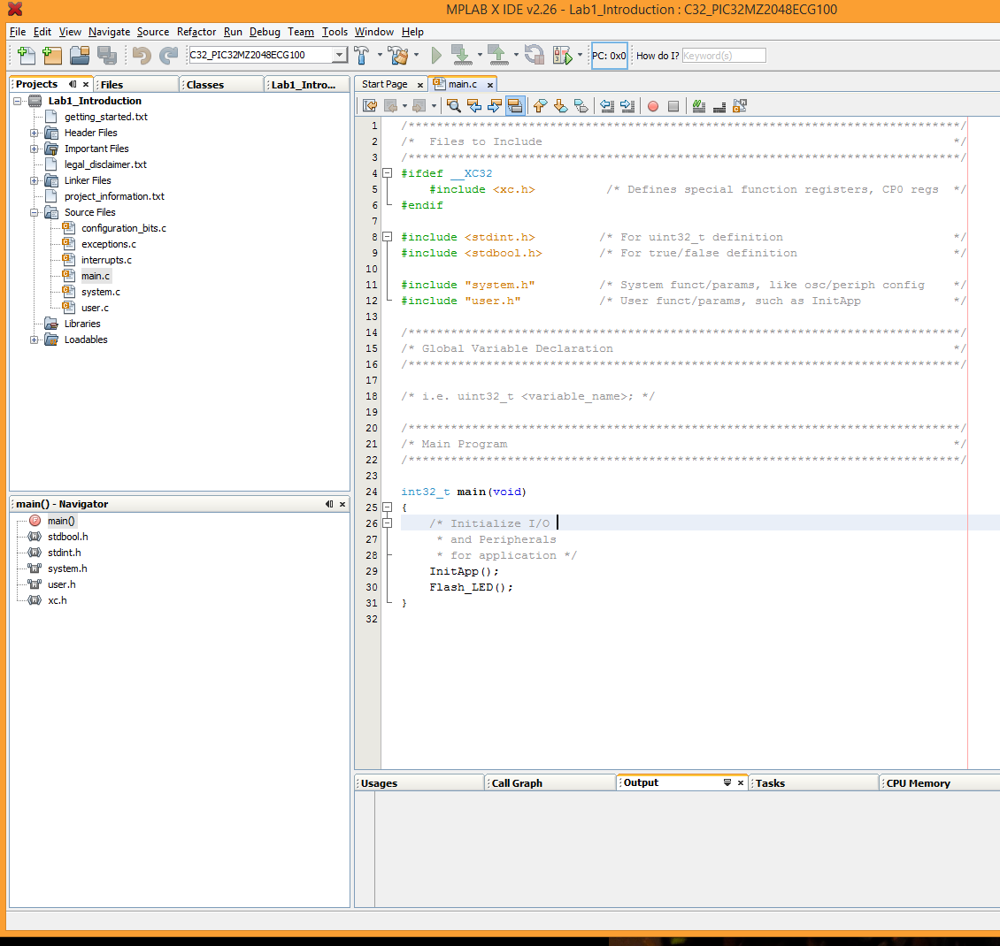 MPLAB X IDE v2.26 - Lab1_Introduction : C32_PIC32MZ2048ECG100
File Edit View Navigate Source Refactor Run Debug Team Tools Window Help
C32_PIC32MZ2048ECG100 PC: 0x0 How do I? Keyword(s)
Projects Files Classes Lab1_Intro...
Lab1_Introduction
getting_started.txt
Header Files
Important Files
legal_disclaimer.txt
Linker Files
project_information.txt
Source Files
configuration_bits.c
exceptions.c
interrupts.c
main.c
system.c
user.c
Libraries
Loadables
main() - Navigator
main()
stdbool.h
stdint.h
system.h
user.h
xc.h
Start Page main.c
1 /******************************************************************************/
2 /*  Files to Include                                                          */
3 /******************************************************************************/
4 #ifdef __XC32
5     #include <xc.h>          /* Defines special function registers, CP0 regs  */
6 #endif
7
8 #include <stdint.h>         /* For uint32_t definition                        */
9 #include <stdbool.h>        /* For true/false definition                      */
10
11 #include "system.h"         /* System funct/params, like osc/periph config    */
12 #include "user.h"           /* User funct/params, such as InitApp             */
13
14 /******************************************************************************/
15 /* Global Variable Declaration                                                */
16 /******************************************************************************/
17
18 /* i.e. uint32_t <variable_name>; */
19
20 /******************************************************************************/
21 /* Main Program                                                               */
22 /******************************************************************************/
23
24 int32_t main(void)
25 {
26     /* Initialize I/O
27      * and Peripherals
28      * for application */
29     InitApp();
30     Flash_LED();
31 }
32
Usages Call Graph Output Tasks CPU Memory